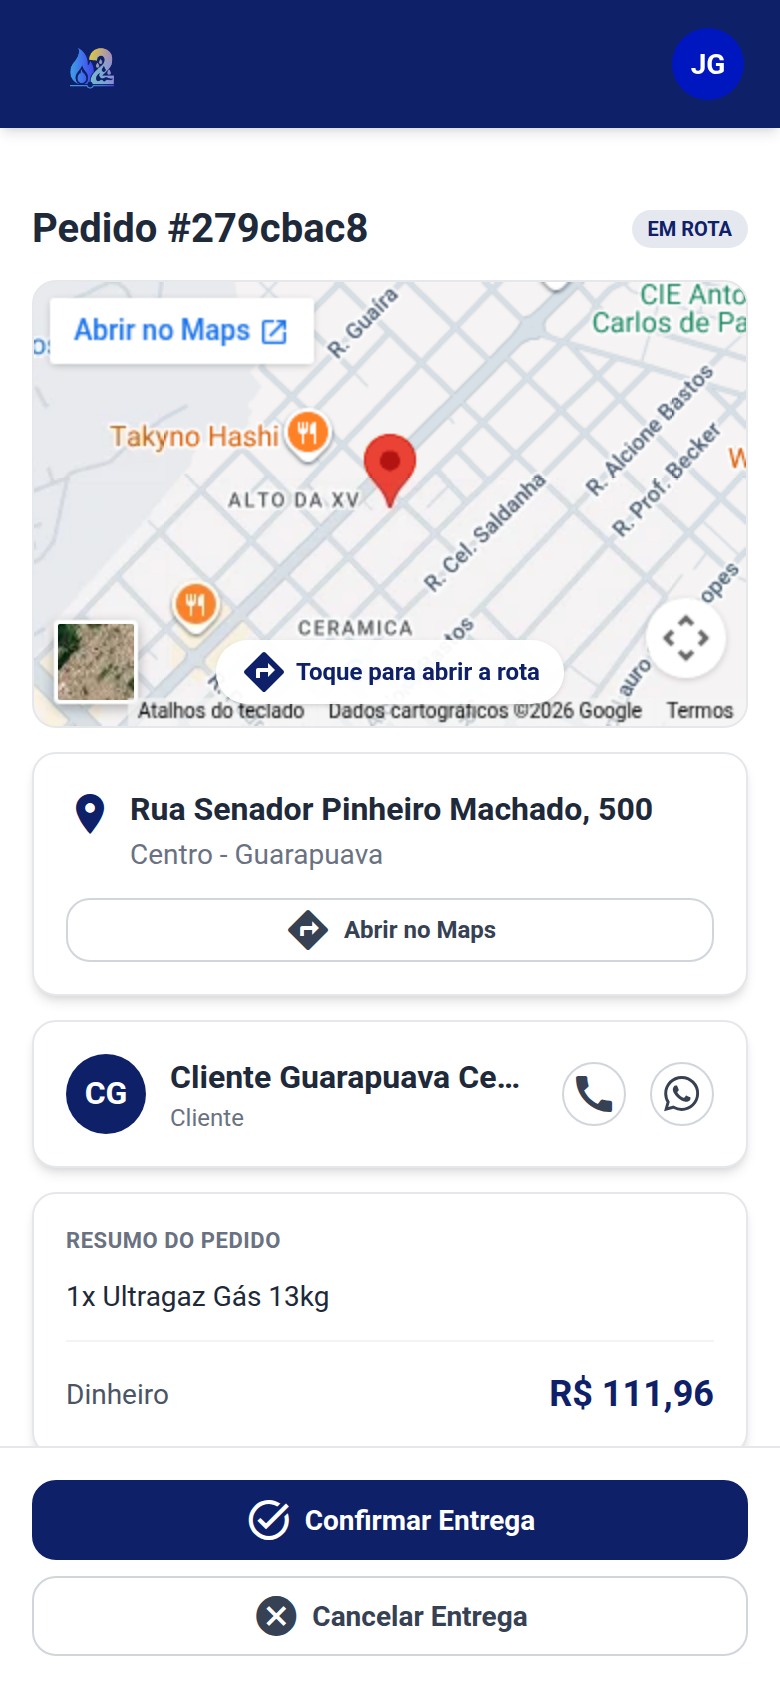 JG
Pedido #279cbac8
EM ROTA
CIE Anto
Carlos de Pa
Abrir no Maps
R. Guaíra
Takyno Hashi
R. Alcione Bastos
R. Prof. Becker
W
ALTO DA XV
R. Cel. Saldanha
opes
CERAMICA
auro
Toque para abrir a rota
Atalhos do teclado
Dados cartográficos ©2026 Google
Termos
Rua Senador Pinheiro Machado, 500
Centro - Guarapuava
Abrir no Maps
CG
Cliente Guarapuava Ce...
Cliente
RESUMO DO PEDIDO
1x Ultragaz Gás 13kg
Dinheiro
R$ 111,96
Confirmar Entrega
Cancelar Entrega